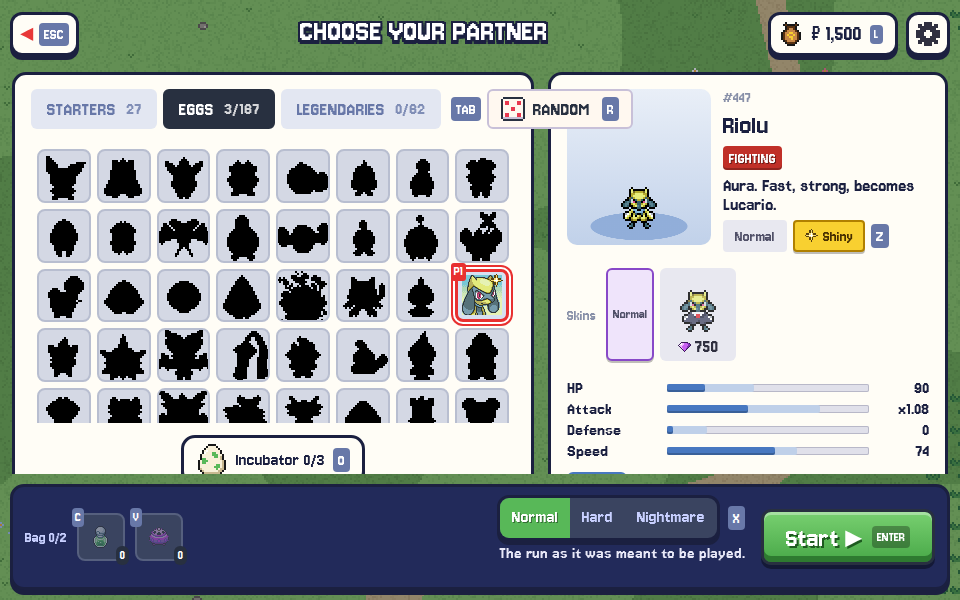 ESC
CHOOSE YOUR PARTNER
₽ 1,500 L
STARTERS 27
EGGS 3/187
LEGENDARIES 0/62
TAB
RANDOM R
P1
Incubator 0/3 O
#447
Riolu
FIGHTING
Aura. Fast, strong, becomes
Lucario.
Normal
Shiny
Z
Skins
Normal
750
HP 90
Attack x1.08
Defense 0
Speed 74
Bag 0/2
C
0
V
0
Normal
Hard
Nightmare
X
The run as it was meant to be played.
Start ENTER